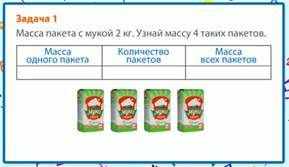 Задача 1
Масса пакета с мукой 2 кг. Узнай массу 4 таких пакетов.
Масса одного пакета
Количество пакетов
Масса всех пакетов